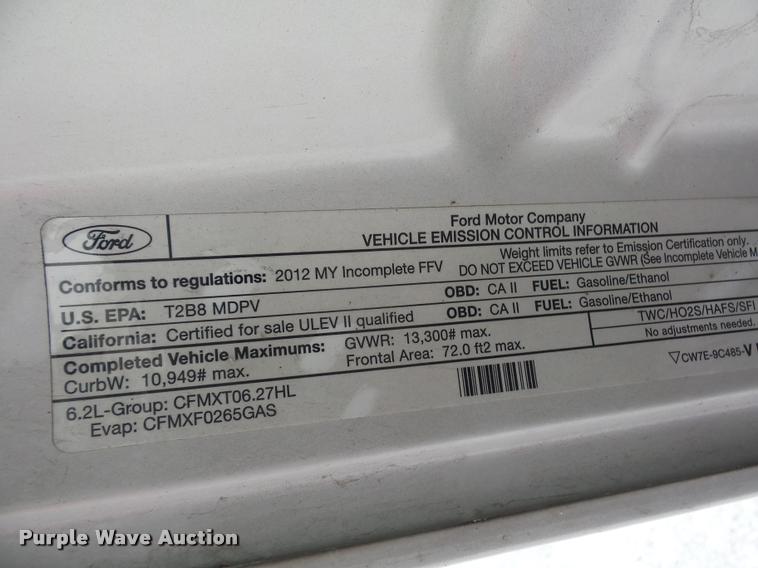 Ford
Ford Motor Company
VEHICLE EMISSION CONTROL INFORMATION
Conforms to regulations: 2012 MY Incomplete FFV
Weight limits refer to Emission Certification only.
DO NOT EXCEED VEHICLE GVWR (See Incomplete Vehicle M
U.S. EPA: T2B8 MDPV OBD: CA II FUEL: Gasoline/Ethanol
California: Certified for sale ULEV II qualified OBD: CA II FUEL: Gasoline/Ethanol
Completed Vehicle Maximums: GVWR: 13,300# max.
CurbW: 10,949# max. Frontal Area: 72.0 ft2 max.
TWC/HO2S/HAFS/SFI
No adjustments needed.
6.2L-Group: CFMXT06.27HL
Evap: CFMXF0265GAS
CW7E-9C485-V
Purple Wave Auction